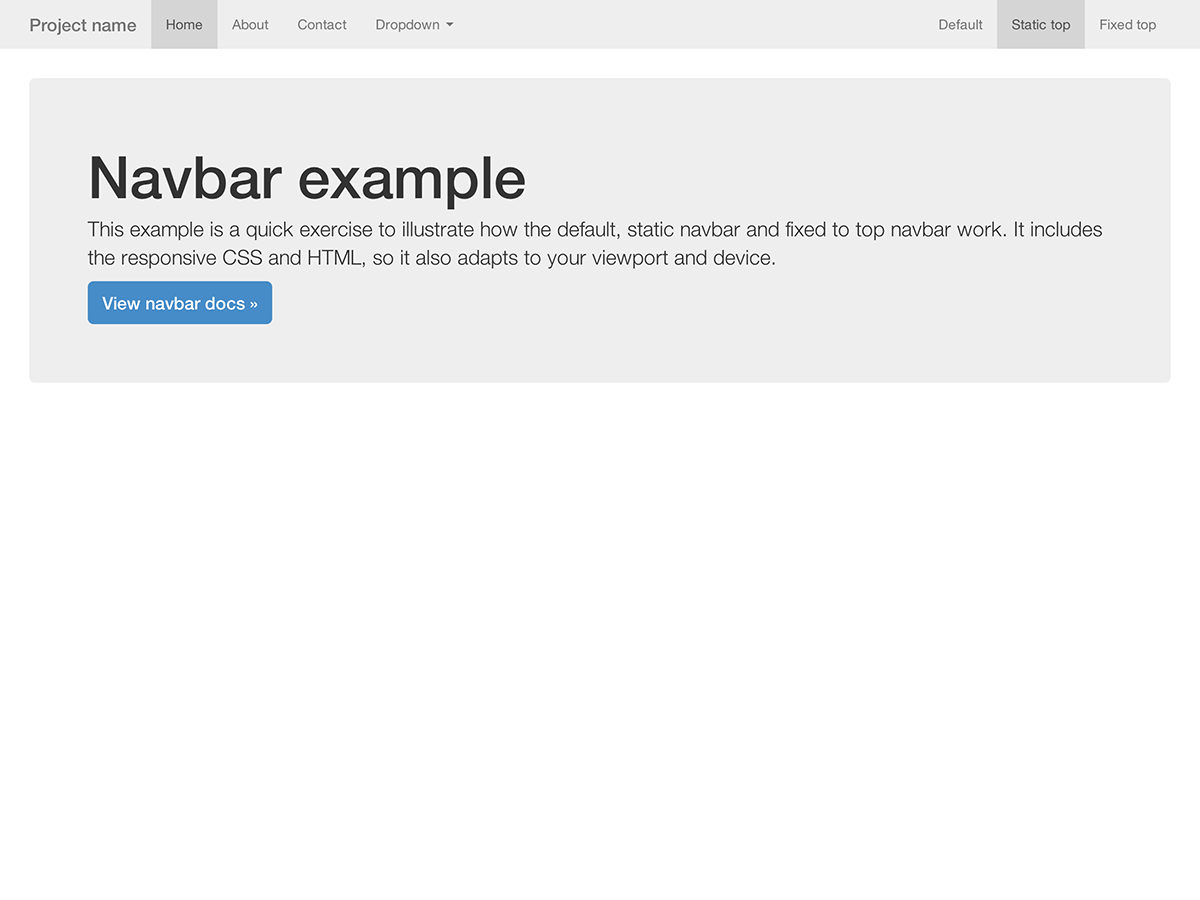 Project name Home About Contact Dropdown Default Static top Fixed top
Navbar example
This example is a quick exercise to illustrate how the default, static navbar and fixed to top navbar work. It includes
the responsive CSS and HTML, so it also adapts to your viewport and device.
View navbar docs »